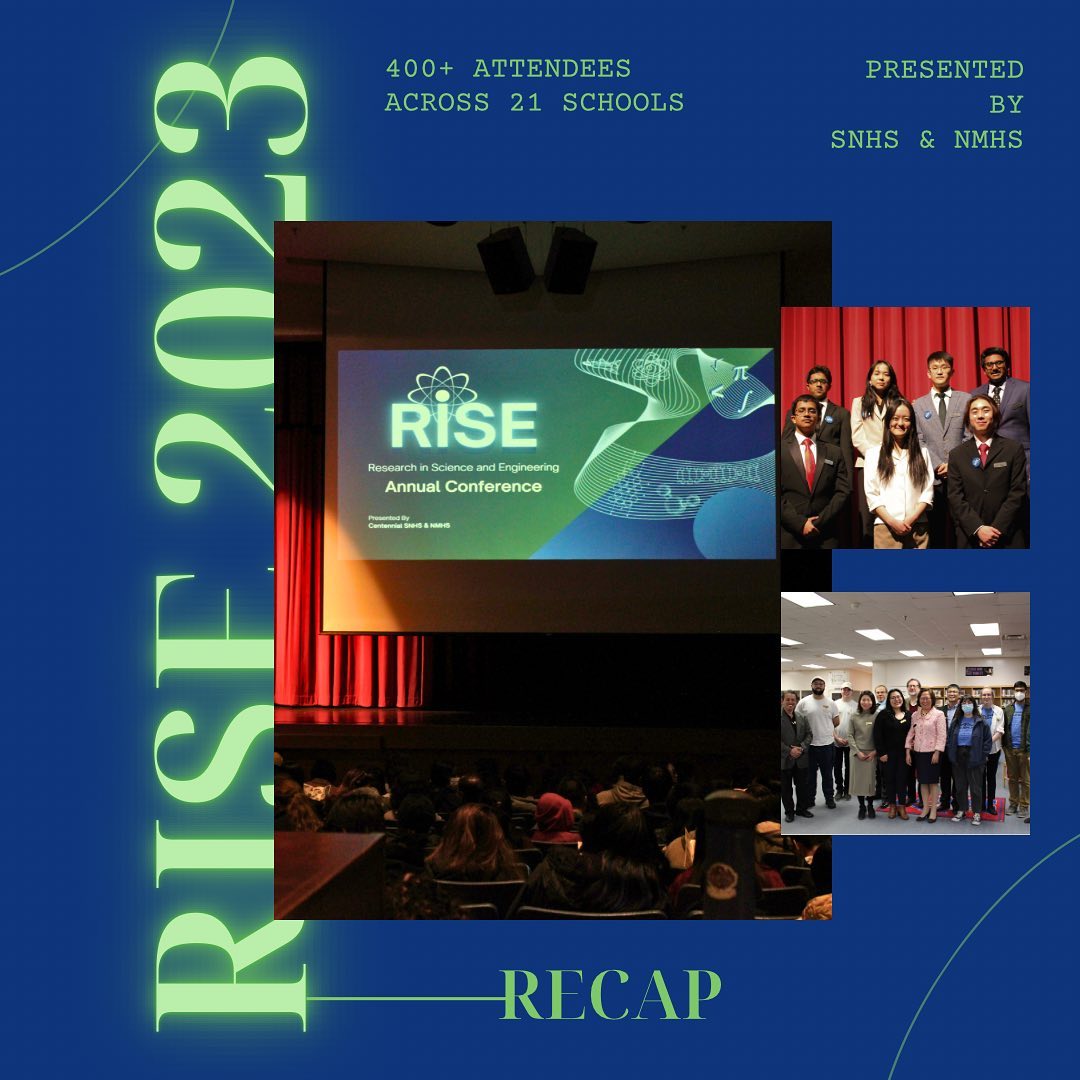 RISE 2023
400+ ATTENDEES
ACROSS 21 SCHOOLS
PRESENTED
BY
SNHS & NMHS
RISE
Research in Science and Engineering
Annual Conference
Presented By
Centennial SNHS & NMHS
RECAP